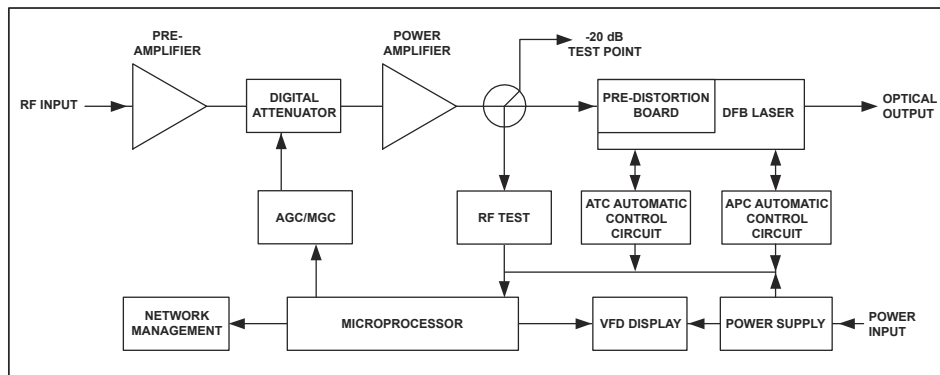 PRE-
AMPLIFIER
POWER
AMPLIFIER
-20 dB
TEST POINT
RF INPUT
DIGITAL
ATTENUATOR
PRE-DISTORTION
BOARD
DFB LASER
OPTICAL
OUTPUT
AGC/MGC
RF TEST
ATC AUTOMATIC
CONTROL
CIRCUIT
APC AUTOMATIC
CONTROL
CIRCUIT
NETWORK
MANAGEMENT
MICROPROCESSOR
VFD DISPLAY
POWER SUPPLY
POWER
INPUT